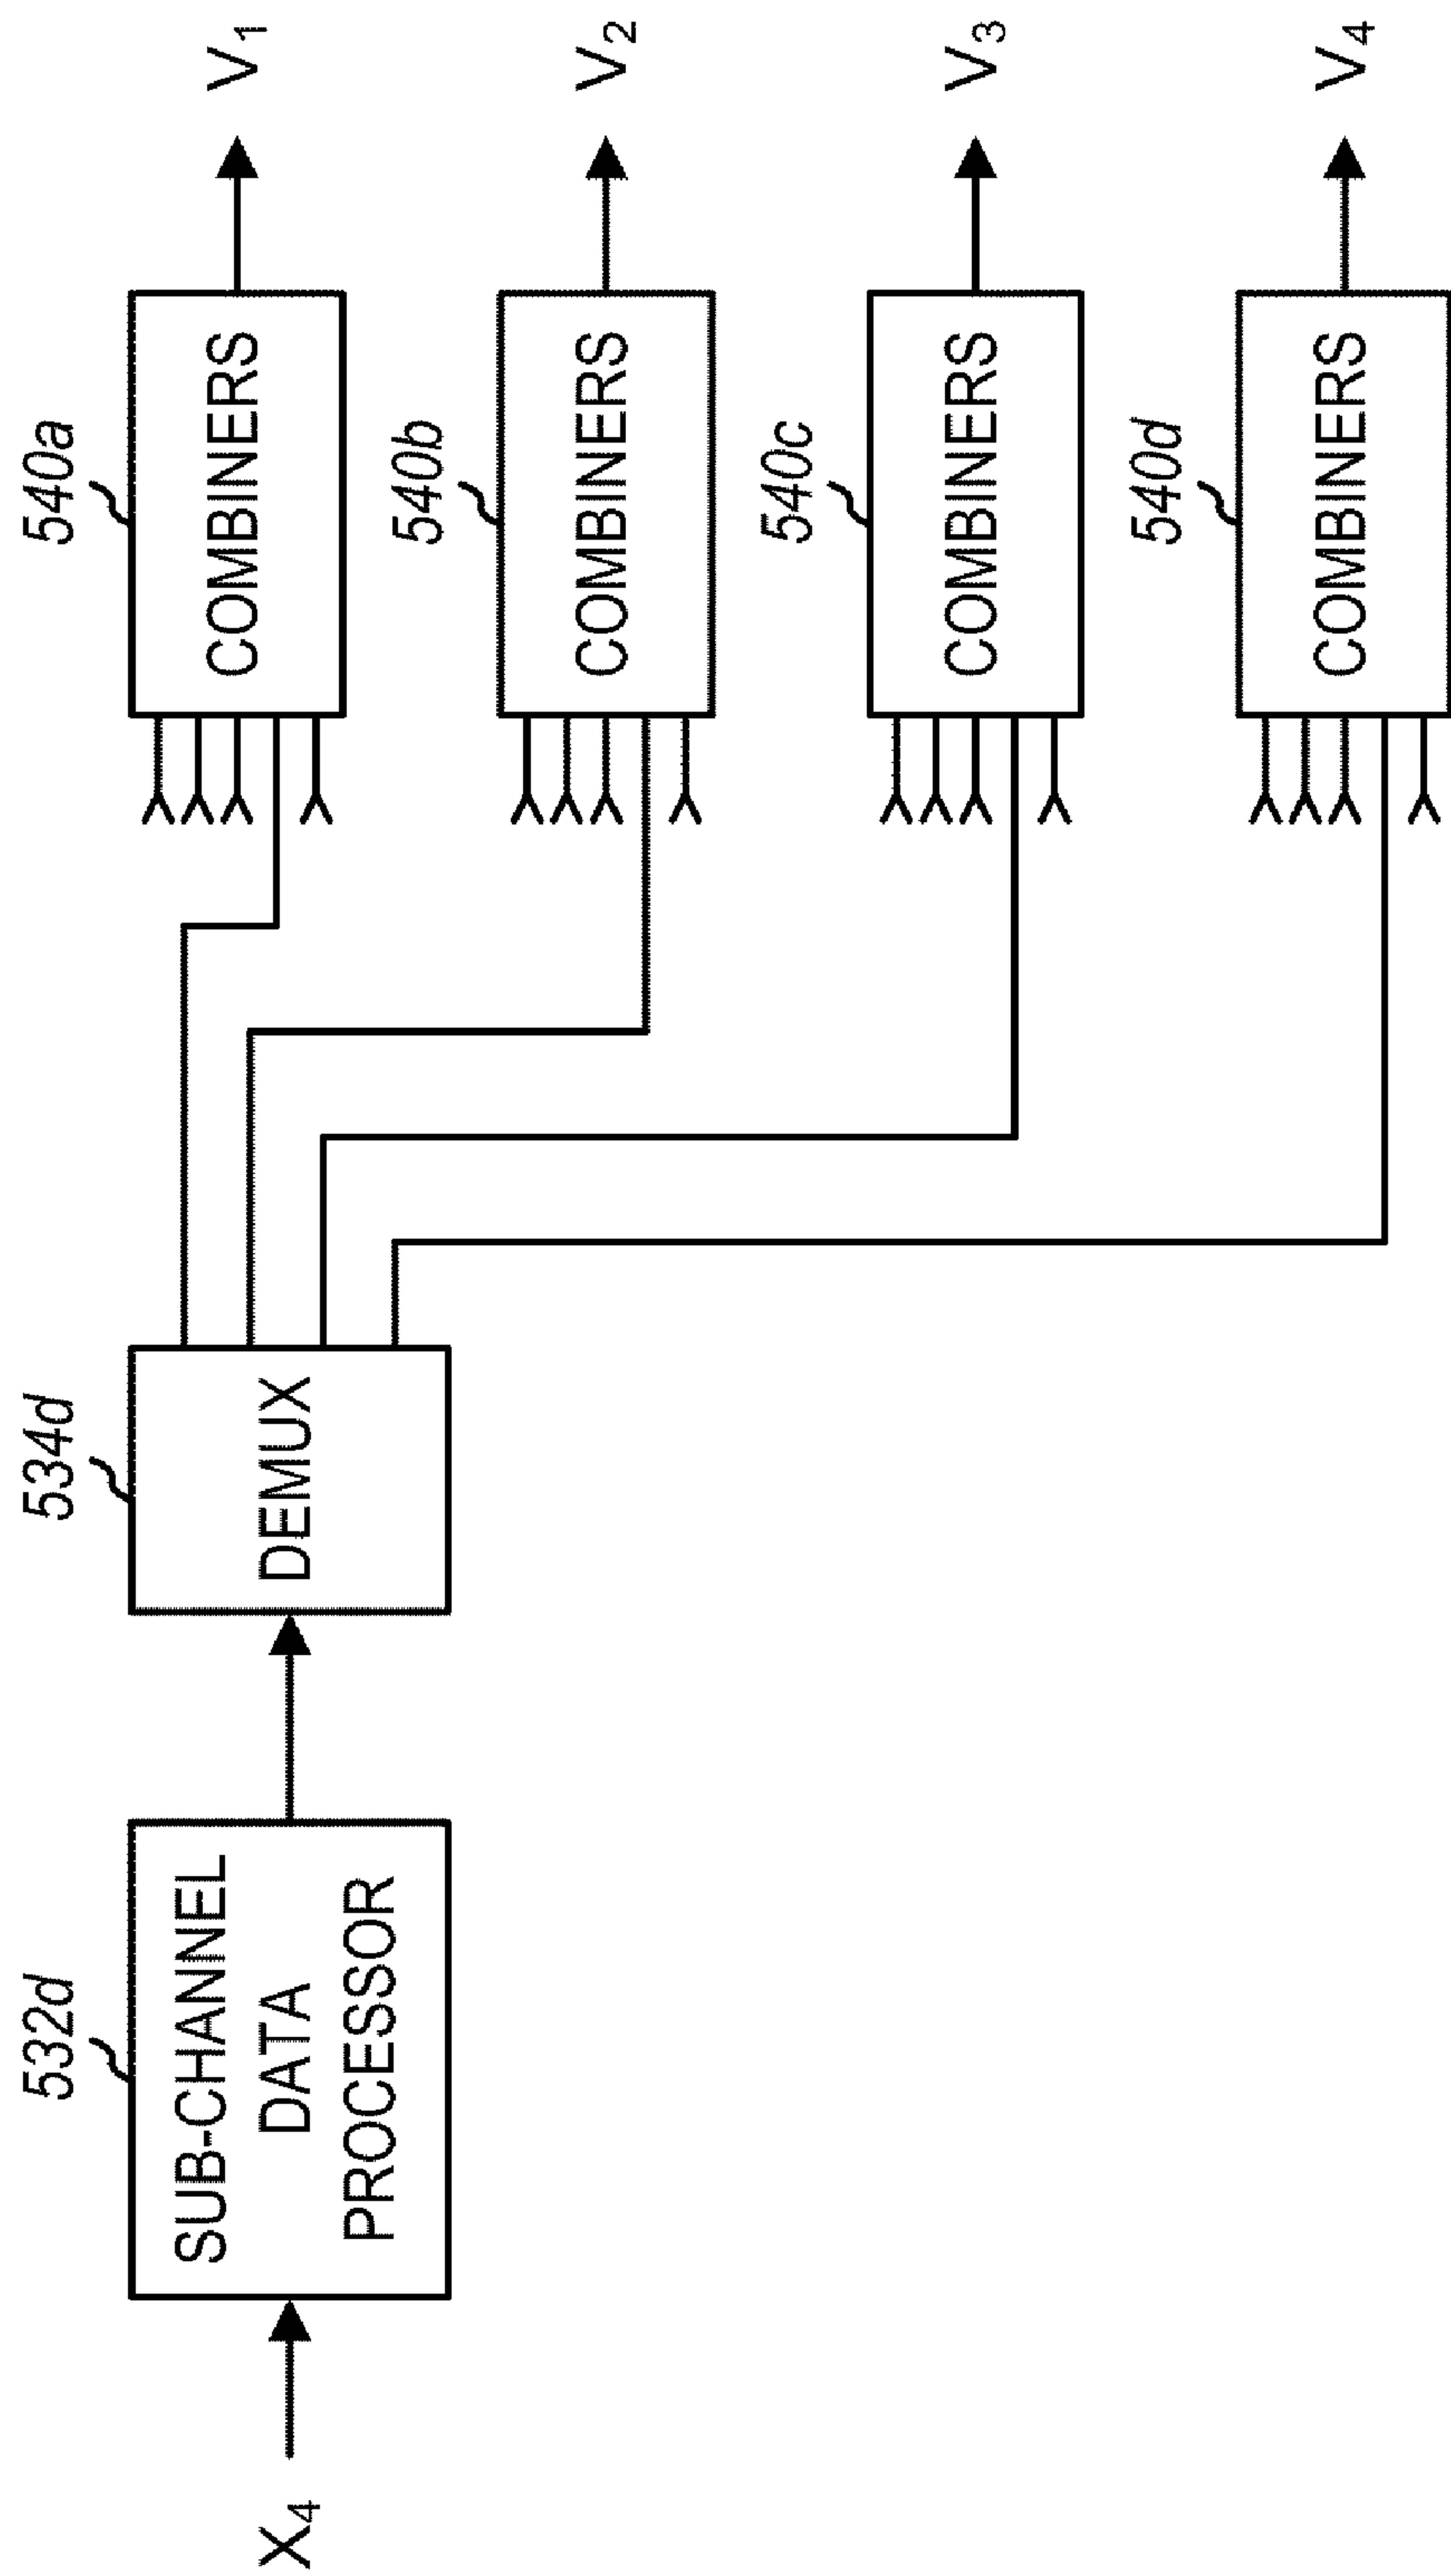 X4
532d
SUB-CHANNEL
DATA
PROCESSOR
534d
DEMUX
540a
COMBINERS
V1
540b
COMBINERS
V2
540c
COMBINERS
V3
540d
COMBINERS
V4